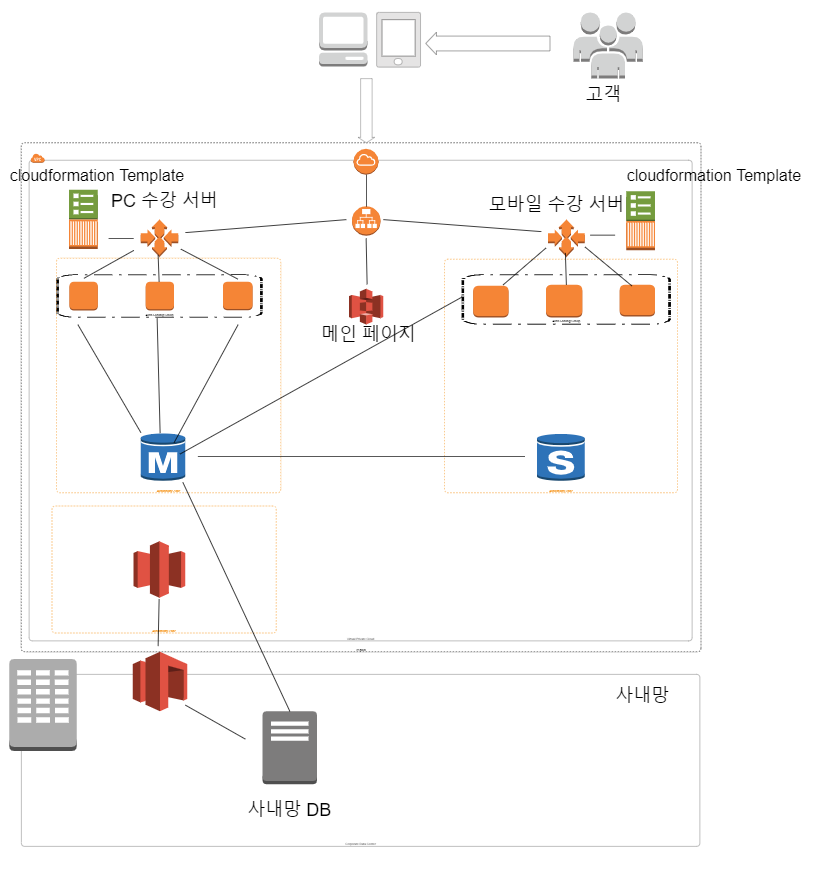 고객
cloudformation Template
cloudformation Template
PC 수강 서버
모바일 수강 서버
메인 페이지
M
S
사내망
사내망 DB